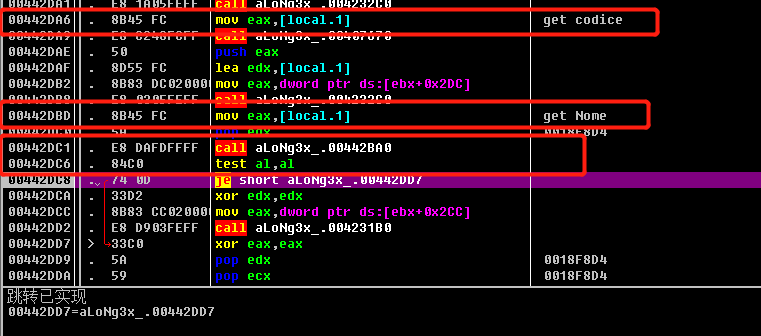 00442DA1 . E8 1A05FEFF call aLoNg3x_.004232C0
00442DA6 . 8B45 FC mov eax,[local.1] get codice
00442DA9 . E8 C248FCFF call aLoNg3x_.00407670
00442DAE . 50 push eax
00442DAF . 8D55 FC lea edx,[local.1]
00442DB2 . 8B83 DC020000 mov eax,dword ptr ds:[ebx+0x2DC]
00442DB8 . E8 0305FEFF call aLoNg3x_.004232C0
00442DBD . 8B45 FC mov eax,[local.1] get Nome
00442DC0 . 5A pop edx 0018F8D4
00442DC1 . E8 DAFDFFFF call aLoNg3x_.00442BA0
00442DC6 . 84C0 test al,al
00442DC8 . 74 0D je short aLoNg3x_.00442DD7
00442DCA . 33D2 xor edx,edx
00442DCC . 8B83 CC020000 mov eax,dword ptr ds:[ebx+0x2CC]
00442DD2 . E8 D903FEFF call aLoNg3x_.004231B0
00442DD7 > 33C0 xor eax,eax
00442DD9 . 5A pop edx 0018F8D4
00442DDA . 59 pop ecx 0018F8D4
跳转已实现
00442DD7=aLoNg3x_.00442DD7